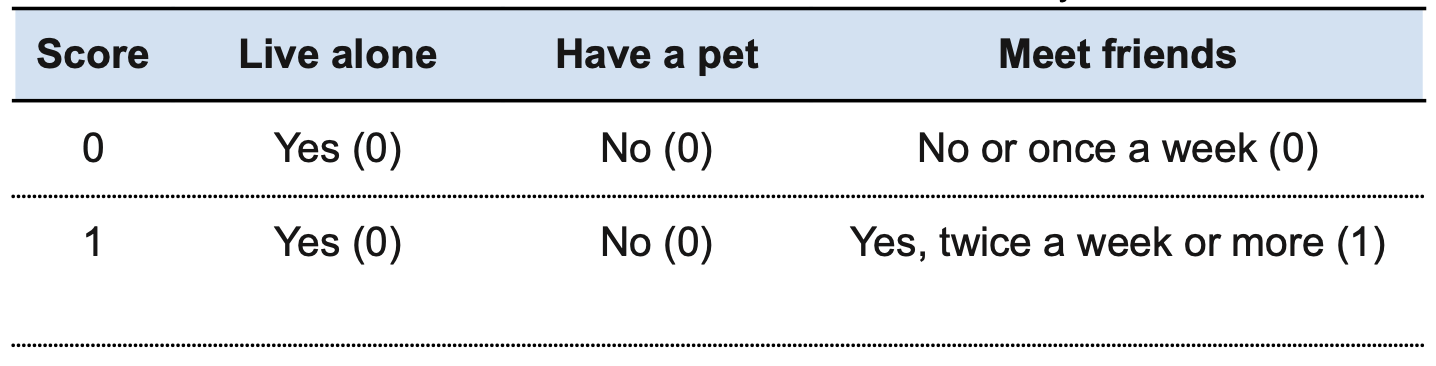 Score Live alone Have a pet Meet friends
0 Yes (0) No (0) No or once a week (0)
1 Yes (0) No (0) Yes, twice a week or more (1)